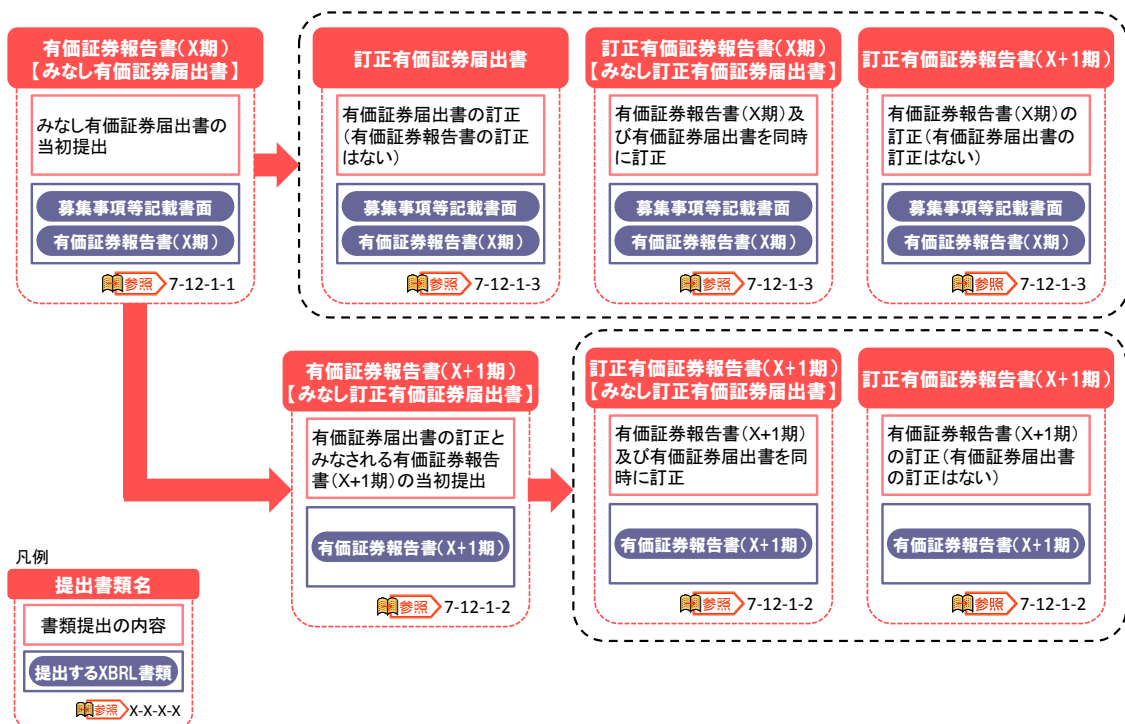 有価証券報告書（X期）
【みなし有価証券届出書】
みなし有価証券届出書の
当初提出
募集事項等記載書面
有価証券報告書（X期）
参照 7-12-1-1
訂正有価証券届出書
有価証券届出書の訂正
（有価証券報告書の訂正
はない）
募集事項等記載書面
有価証券報告書（X期）
参照 7-12-1-3
訂正有価証券報告書（X期）
【みなし訂正有価証券届出書】
有価証券報告書（X期）及
び有価証券届出書を同時
に訂正
募集事項等記載書面
有価証券報告書（X期）
参照 7-12-1-3
訂正有価証券報告書（X+1期）
有価証券報告書（X期）の
訂正（有価証券届出書の
訂正はない）
募集事項等記載書面
有価証券報告書（X期）
参照 7-12-1-3
有価証券報告書（X+1期）
【みなし訂正有価証券届出書】
有価証券届出書の訂正と
みなされる有価証券報告
書（X+1期）の当初提出
有価証券報告書（X+1期）
参照 7-12-1-2
訂正有価証券報告書（X+1期）
【みなし訂正有価証券届出書】
有価証券報告書（X+1期）
及び有価証券届出書を同
時に訂正
有価証券報告書（X+1期）
参照 7-12-1-2
訂正有価証券報告書（X+1期）
有価証券報告書（X+1期）
の訂正（有価証券届出書
の訂正はない）
有価証券報告書（X+1期）
参照 7-12-1-2
凡例
提出書類名
書類提出の内容
提出するXBRL書類
参照 X-X-X-X